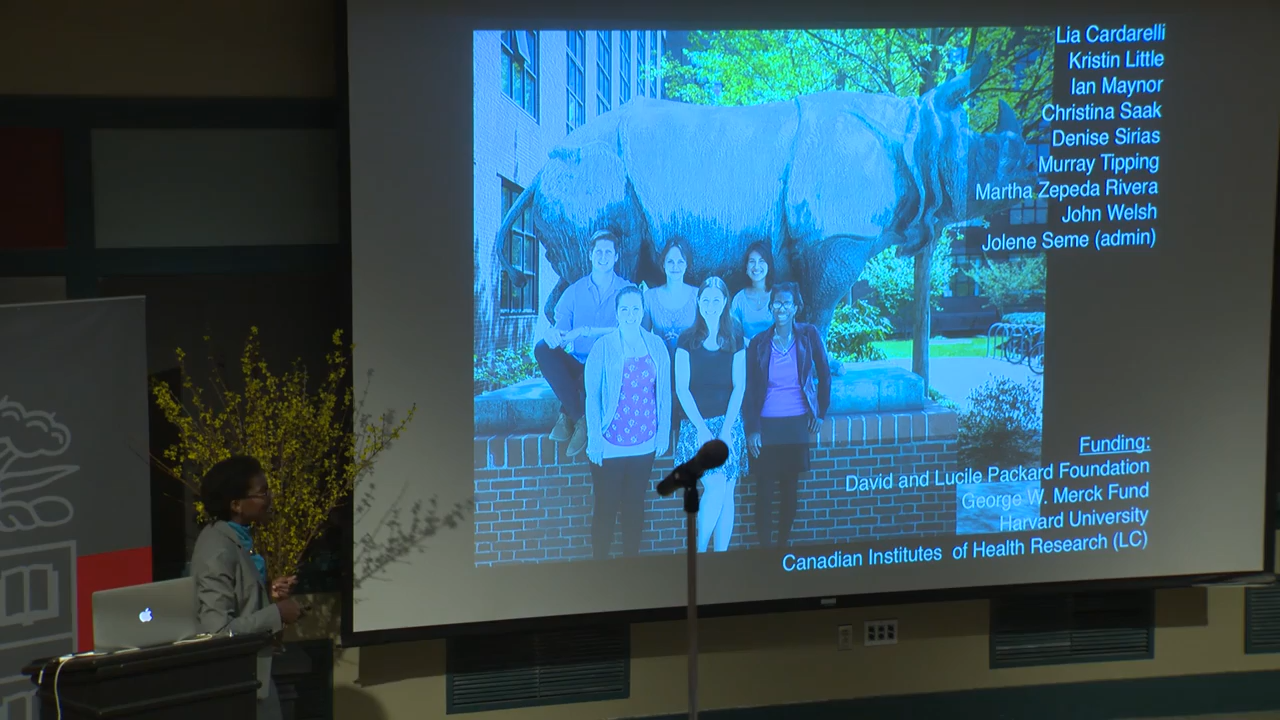 Lia Cardarelli
Kristin Little
Ian Maynor
Christina Saak
Denise Sirias
Murray Tipping
Martha Zepeda Rivera
John Welsh
Jolene Seme (admin)
Funding:
David and Lucile Packard Foundation
George W. Merck Fund
Harvard University
Canadian Institutes of Health Research (LC)